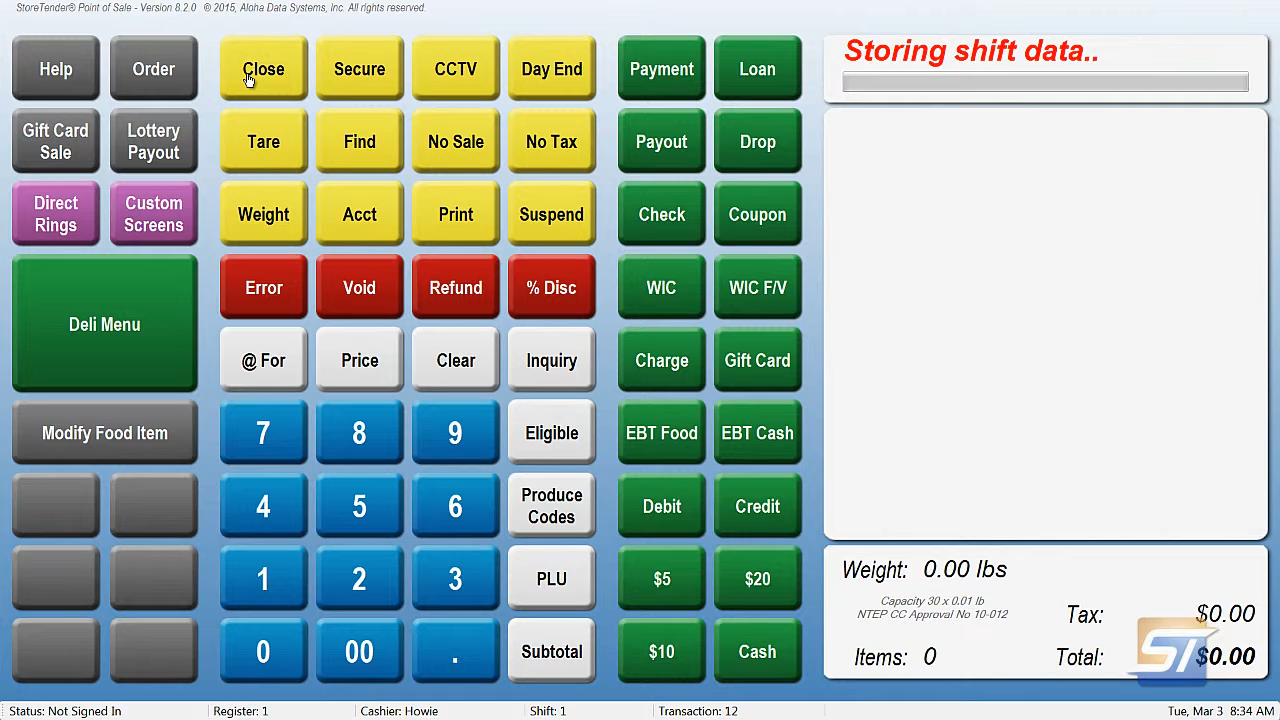 StoreTender® Point of Sale - Version 8.2.0 © 2015, Aloha Data Systems, Inc. All rights reserved.
Help
Order
Close
Secure
CCTV
Day End
Payment
Loan
Storing shift data..
Gift Card
Sale
Lottery
Payout
Tare
Find
No Sale
No Tax
Payout
Drop
Direct
Rings
Custom
Screens
Weight
Acct
Print
Suspend
Check
Coupon
Deli Menu
Error
Void
Refund
% Disc
WIC
WIC F/V
@ For
Price
Clear
Inquiry
Charge
Gift Card
Modify Food Item
7
8
9
Eligible
EBT Food
EBT Cash
4
5
6
Produce
Codes
Debit
Credit
1
2
3
PLU
$5
$20
0
00
.
Subtotal
$10
Cash
Weight: 0.00 lbs
Capacity 30 x 0.01 lb
NTEP CC Approval No 10-012
Tax: $0.00
Items: 0
Total: $0.00
ST
Status: Not Signed In
Register: 1
Cashier: Howie
Shift: 1
Transaction: 12
Tue, Mar 3 8:34 AM